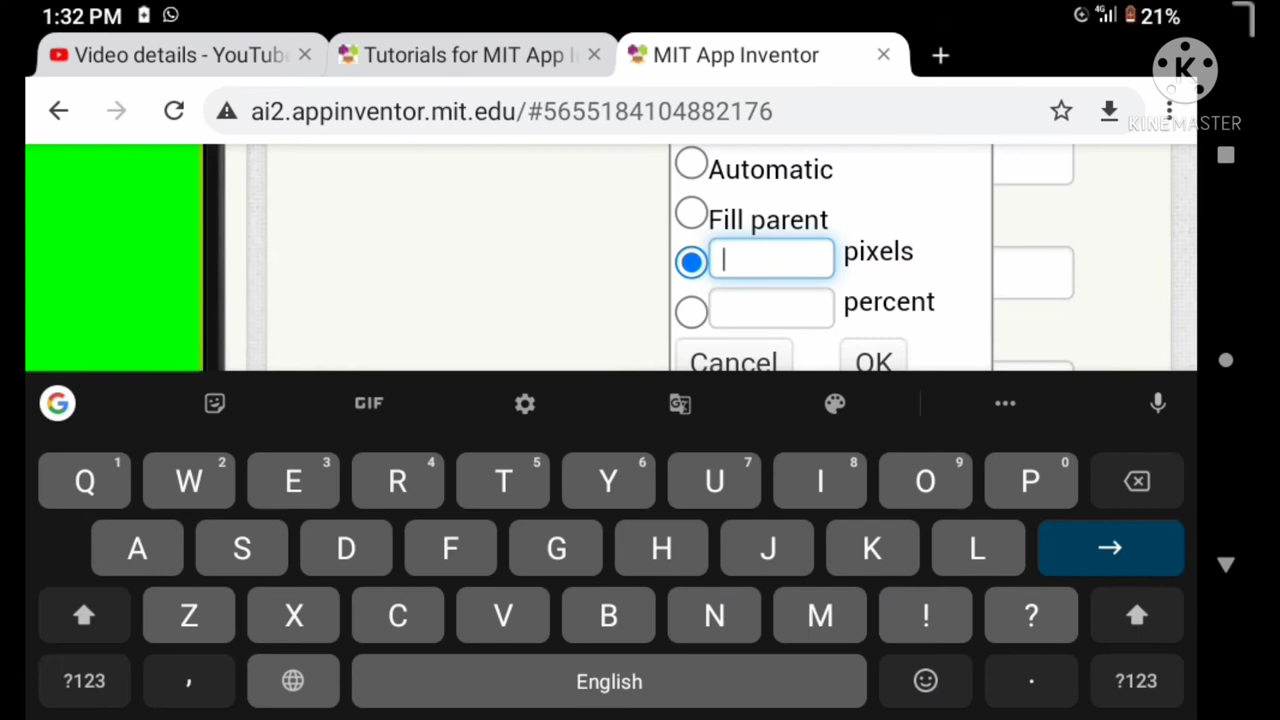 1:32 PM
4G
21%
Video details - YouTub
Tutorials for MIT App I
MIT App Inventor
K
KINEMASTER
ai2.appinventor.mit.edu/#5655184104882176
Automatic
Fill parent
pixels
percent
Cancel OK
G GIF
Q 1 W 2 E 3 R 4 T 5 Y 6 U 7 I 8 O 9 P 0
A S D F G H J K L
Z X C V B N M ! ?
?123 , English . ?123